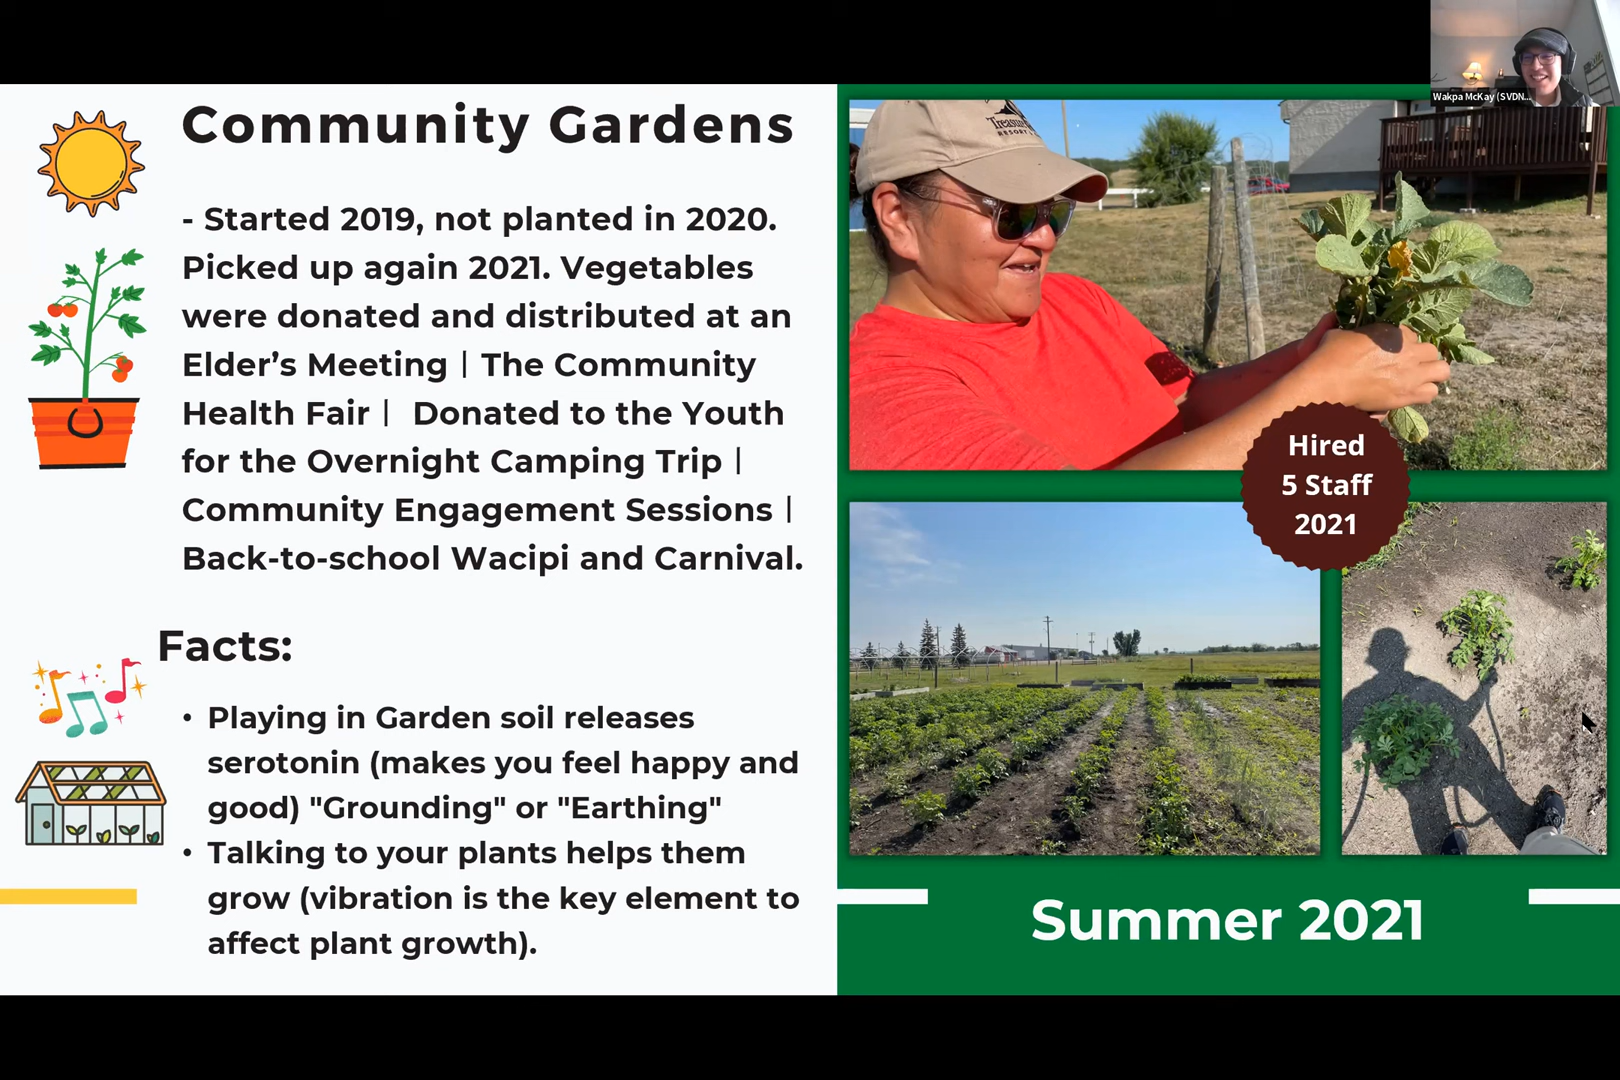 Wakpa McKay (SVDN...
Community Gardens
- Started 2019, not planted in 2020.
Picked up again 2021. Vegetables
were donated and distributed at an
Elder’s Meeting | The Community
Health Fair | Donated to the Youth
for the Overnight Camping Trip |
Community Engagement Sessions |
Back-to-school Wacipi and Carnival.
Facts:
• Playing in Garden soil releases
serotonin (makes you feel happy and
good) "Grounding" or "Earthing"
• Talking to your plants helps them
grow (vibration is the key element to
affect plant growth).
Treasure
RESORT
Hired
5 Staff
2021
Summer 2021